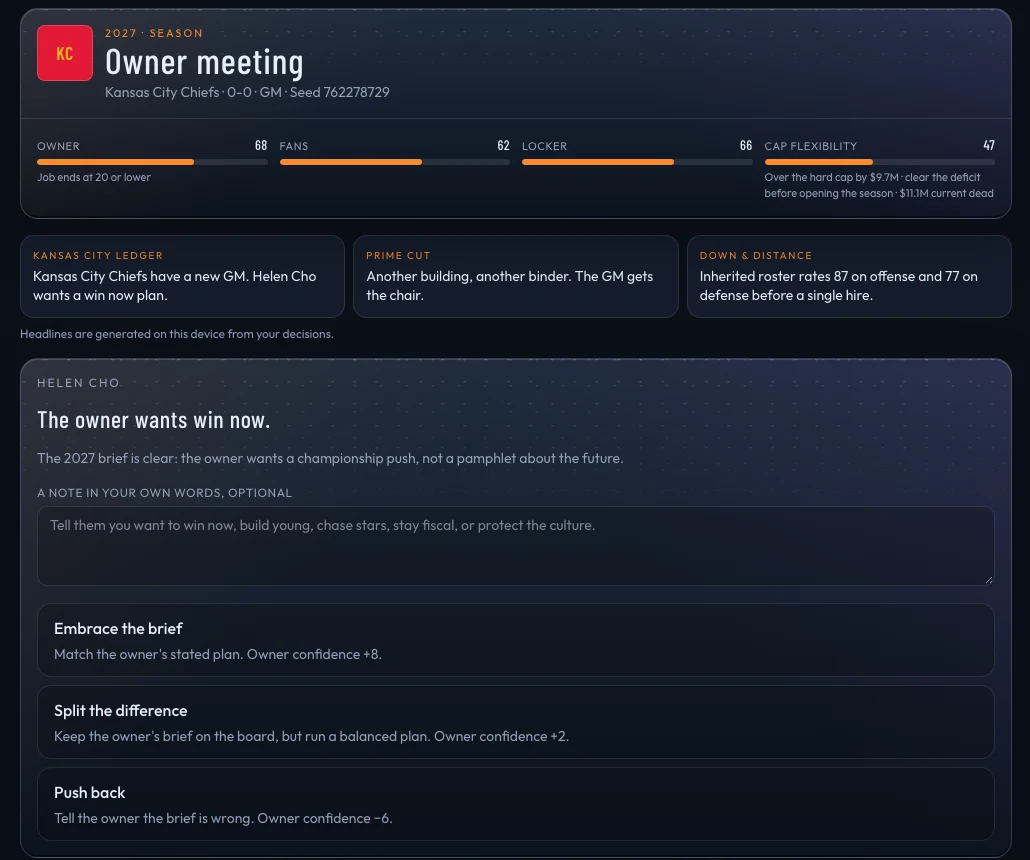 KC
2027 · SEASON
Owner meeting
Kansas City Chiefs · 0-0 · GM · Seed 762278729
OWNER 68
Job ends at 20 or lower
FANS 62
LOCKER 66
CAP FLEXIBILITY 47
Over the hard cap by $9.7M · clear the deficit
before opening the season · $11.1M current dead
KANSAS CITY LEDGER
Kansas City Chiefs have a new GM. Helen Cho
wants a win now plan.
PRIME CUT
Another building, another binder. The GM gets
the chair.
DOWN & DISTANCE
Inherited roster rates 87 on offense and 77 on
defense before a single hire.
Headlines are generated on this device from your decisions.
HELEN CHO
The owner wants win now.
The 2027 brief is clear: the owner wants a championship push, not a pamphlet about the future.
A NOTE IN YOUR OWN WORDS, OPTIONAL
Tell them you want to win now, build young, chase stars, stay fiscal, or protect the culture.
Embrace the brief
Match the owner's stated plan. Owner confidence +8.
Split the difference
Keep the owner's brief on the board, but run a balanced plan. Owner confidence +2.
Push back
Tell the owner the brief is wrong. Owner confidence −6.